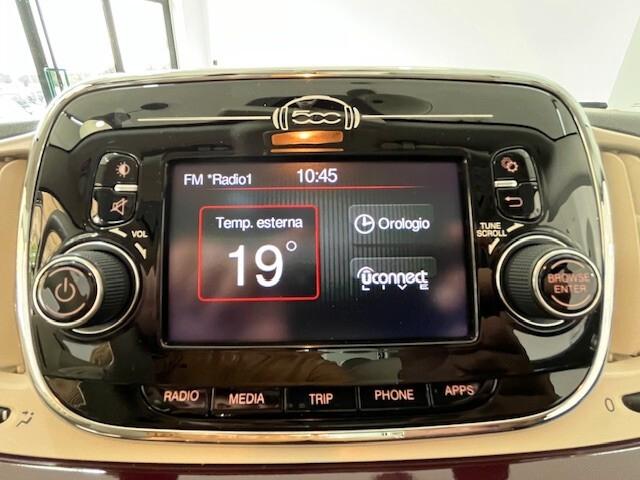 500
FM *Radio1 10:45
VOL
TUNE
SCROLL
Temp. esterna
19°
Orologio
uconnect
LIVE
BROWSE
ENTER
RADIO MEDIA TRIP PHONE APPS
0